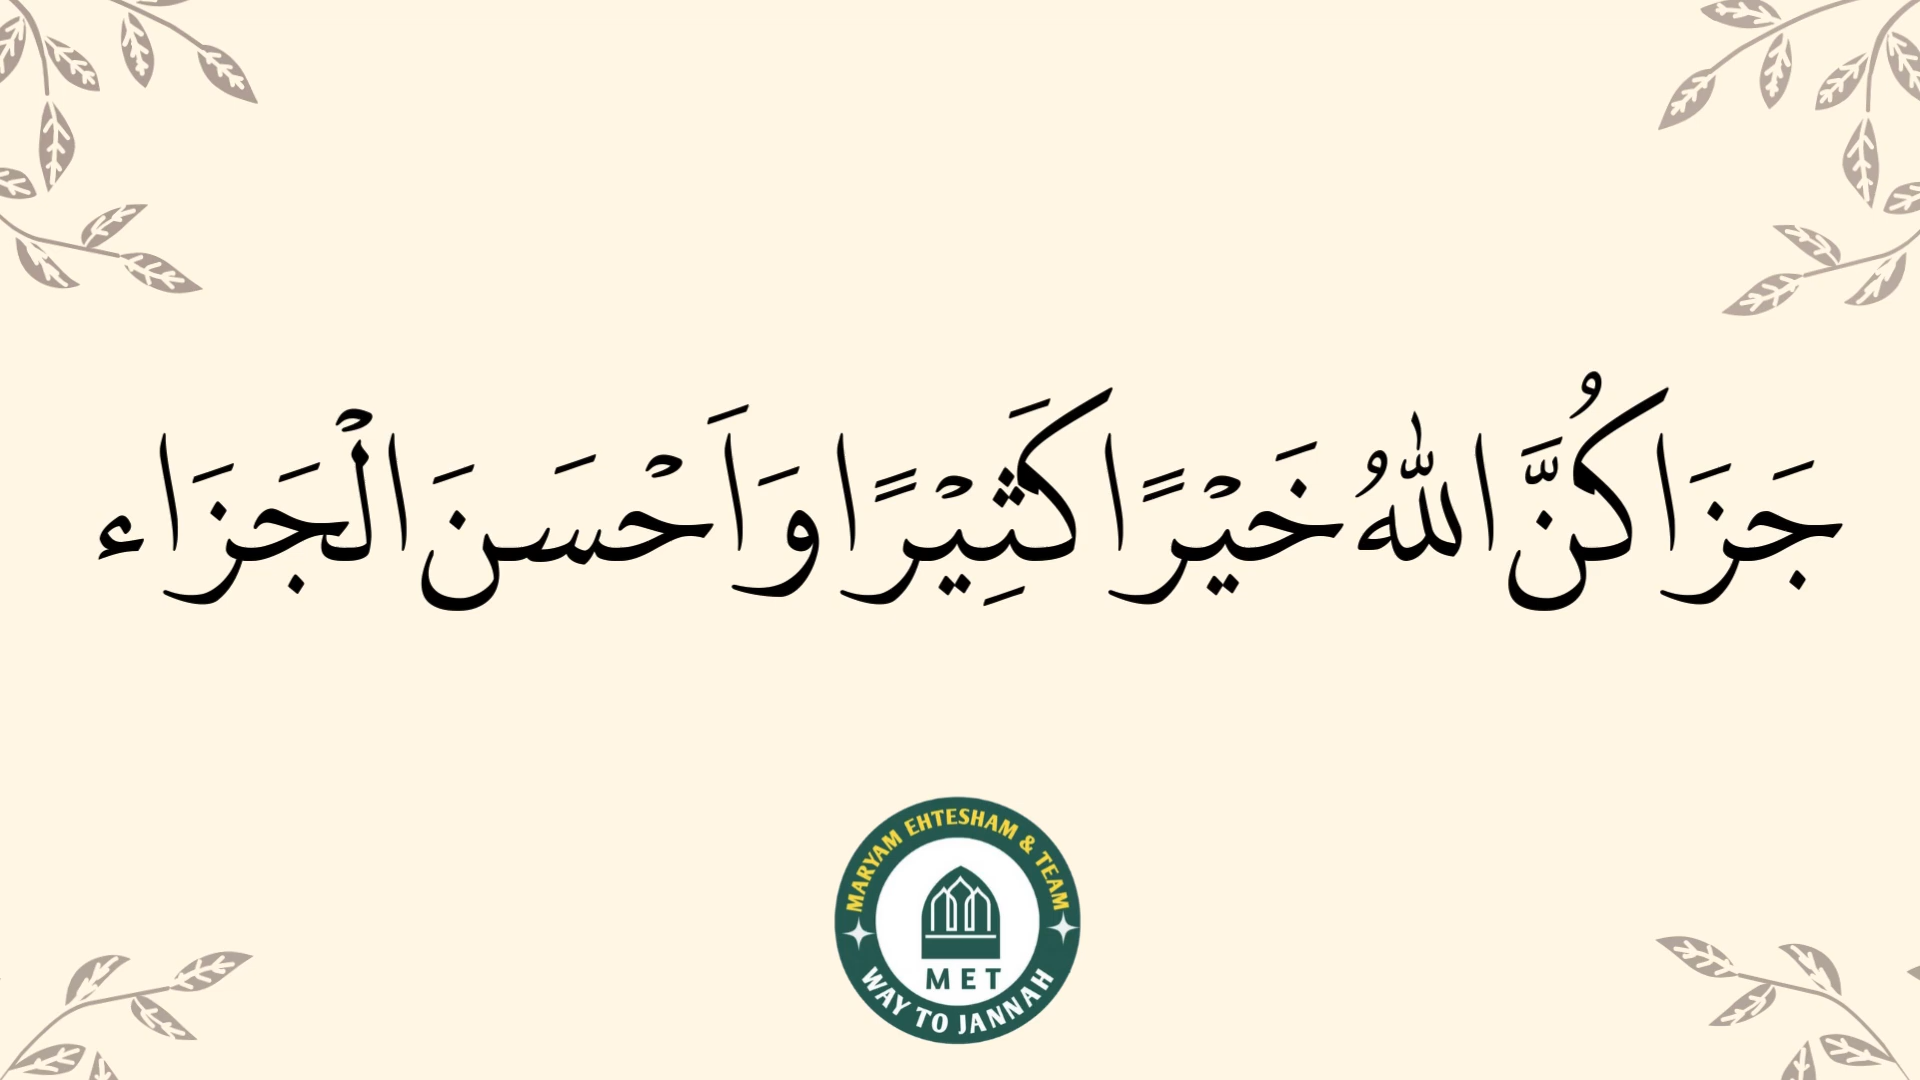 جَزَاكُنَّ اللّٰهُ خَيْرًا كَثِيْرًا وَاَحْسَنَ الْجَزَاء
MARYAM EHTESHAM & TEAM
MET
WAY TO JANNAH